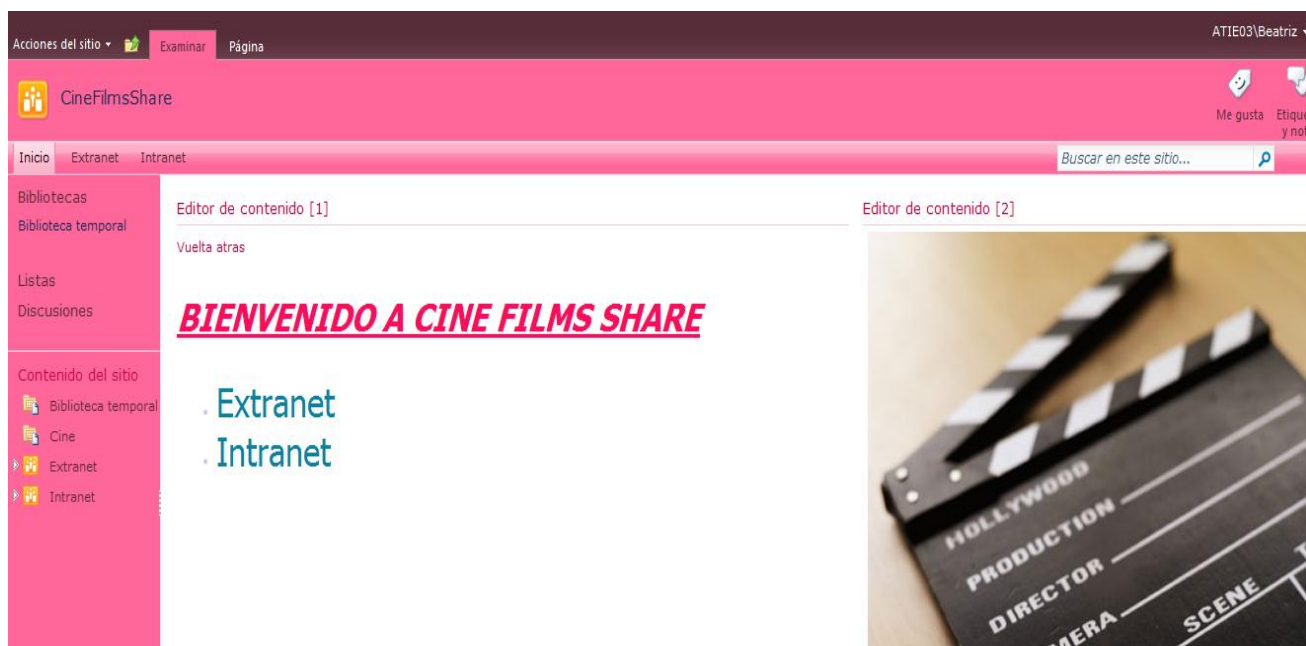 Acciones del sitio
Examinar
Página
ATIE03\Beatriz
CineFilmsShare
Me gusta
Inicio
Extranet
Intranet
Buscar en este sitio...
Bibliotecas
Biblioteca temporal
Listas
Discusiones
Contenido del sitio
Biblioteca temporal
Cine
Extranet
Intranet
Editor de contenido [1]
Vuelta atras
BIENVENIDO A CINE FILMS SHARE
Extranet
Intranet
Editor de contenido [2]
HOLLYWOOD
PRODUCTION
DIRECTOR
SCENE